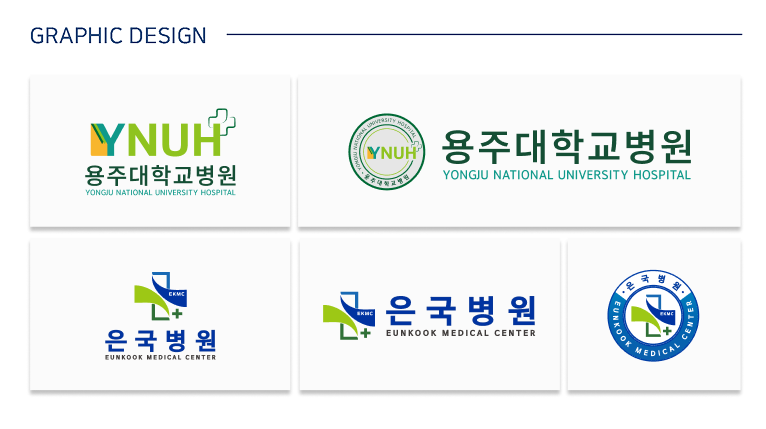 GRAPHIC DESIGN
YNUH
용주대학교병원
YONGJU NATIONAL UNIVERSITY HOSPITAL
YONGJU NATIONAL UNIVERSITY HOSPITAL
YNUH
용주대학교병원
용주대학교병원
YONGJU NATIONAL UNIVERSITY HOSPITAL
EKMC
은국병원
EUNKOOK MEDICAL CENTER
EKMC
은국병원
EUNKOOK MEDICAL CENTER
은국병원
EKMC
EUNKOOK MEDICAL CENTER